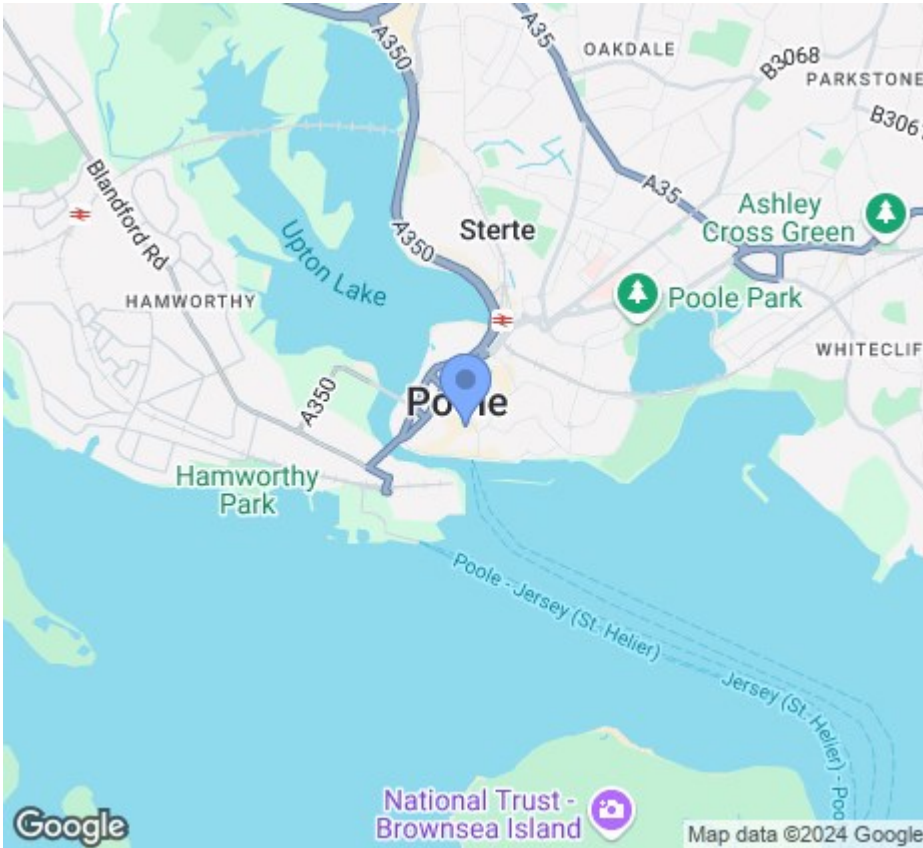 A350
A35
OAKDALE
B3068
PARKSTONE
B306
Blandford Rd
A35
Ashley
Cross Green
Upton Lake
A350
Sterte
HAMWORTHY
Poole Park
WHITECLIF
A350
Poole
Hamworthy
Park
Poole - Jersey (St. Helier)
Jersey (St. Helier) - Poo
National Trust -
Brownsea Island
Google
Map data ©2024 Google